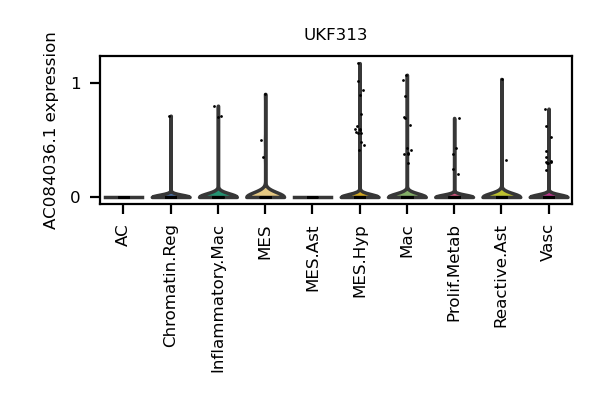 UKF313
AC084036.1 expression
1
0
AC
Chromatin.Reg
Inflammatory.Mac
MES
MES.Ast
MES.Hyp
Mac
Prolif.Metab
Reactive.Ast
Vasc